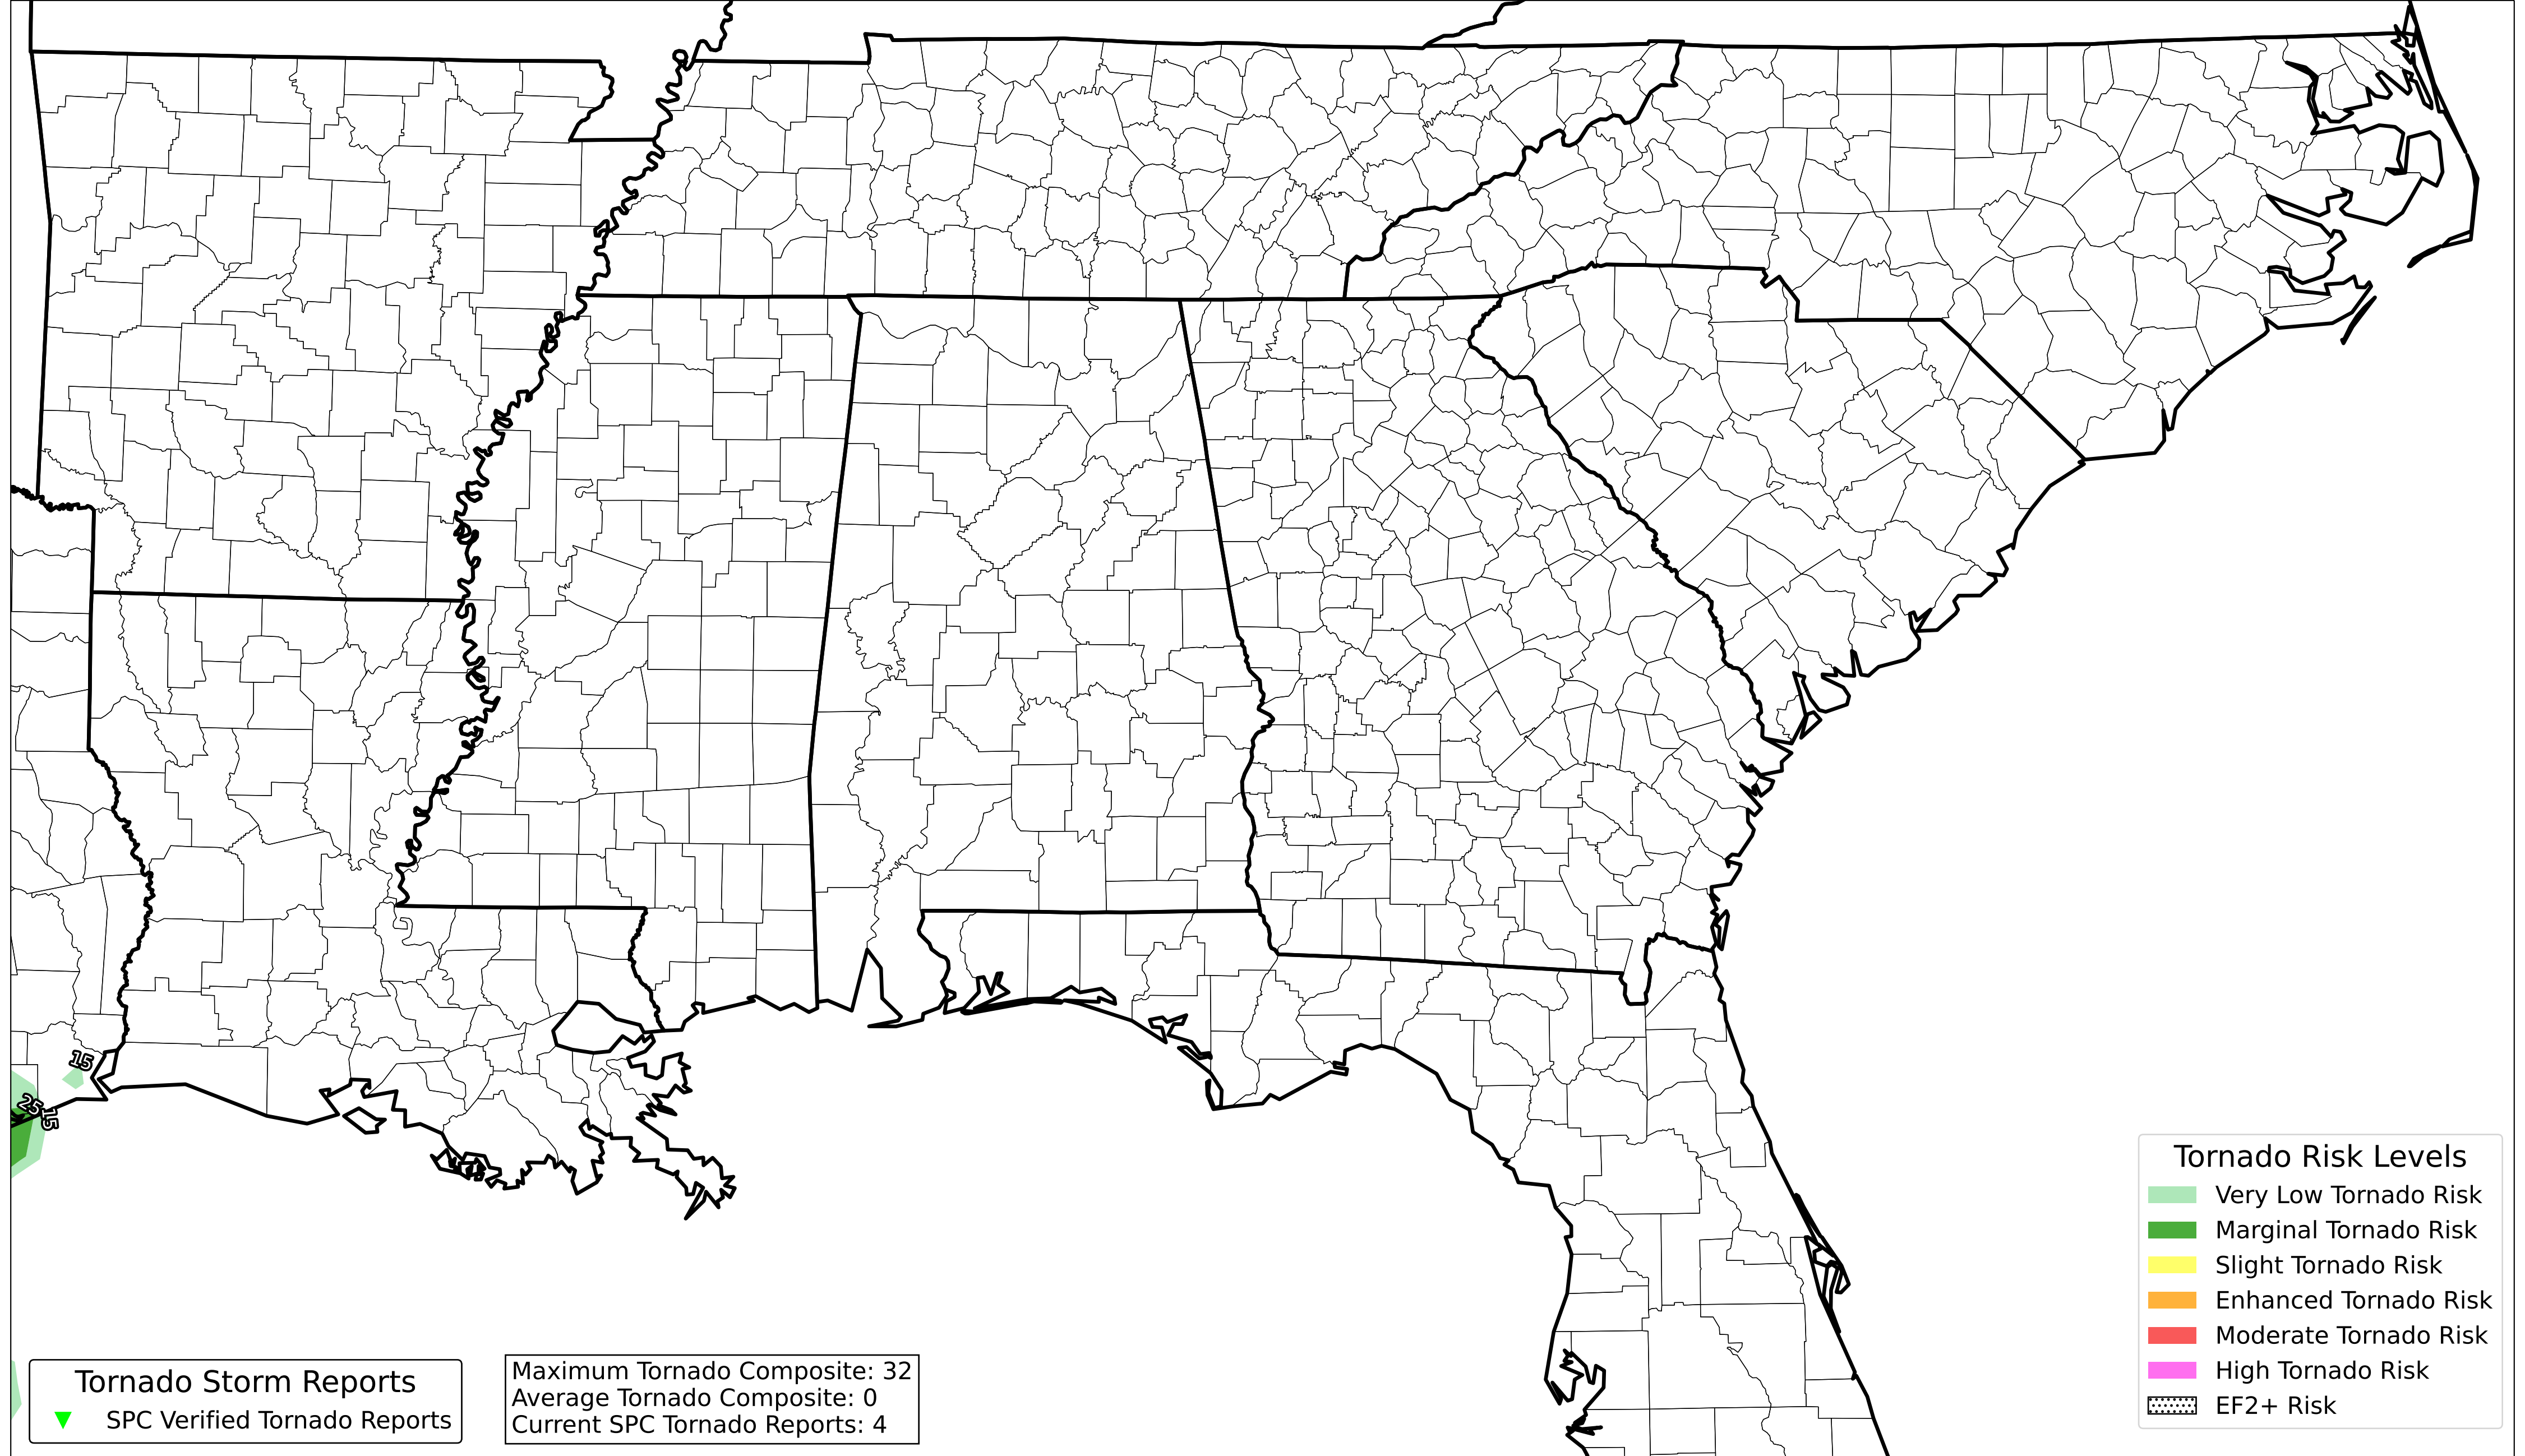 15
25
15
Tornado Storm Reports
SPC Verified Tornado Reports
Maximum Tornado Composite: 32
Average Tornado Composite: 0
Current SPC Tornado Reports: 4
Tornado Risk Levels
Very Low Tornado Risk
Marginal Tornado Risk
Slight Tornado Risk
Enhanced Tornado Risk
Moderate Tornado Risk
High Tornado Risk
EF2+ Risk